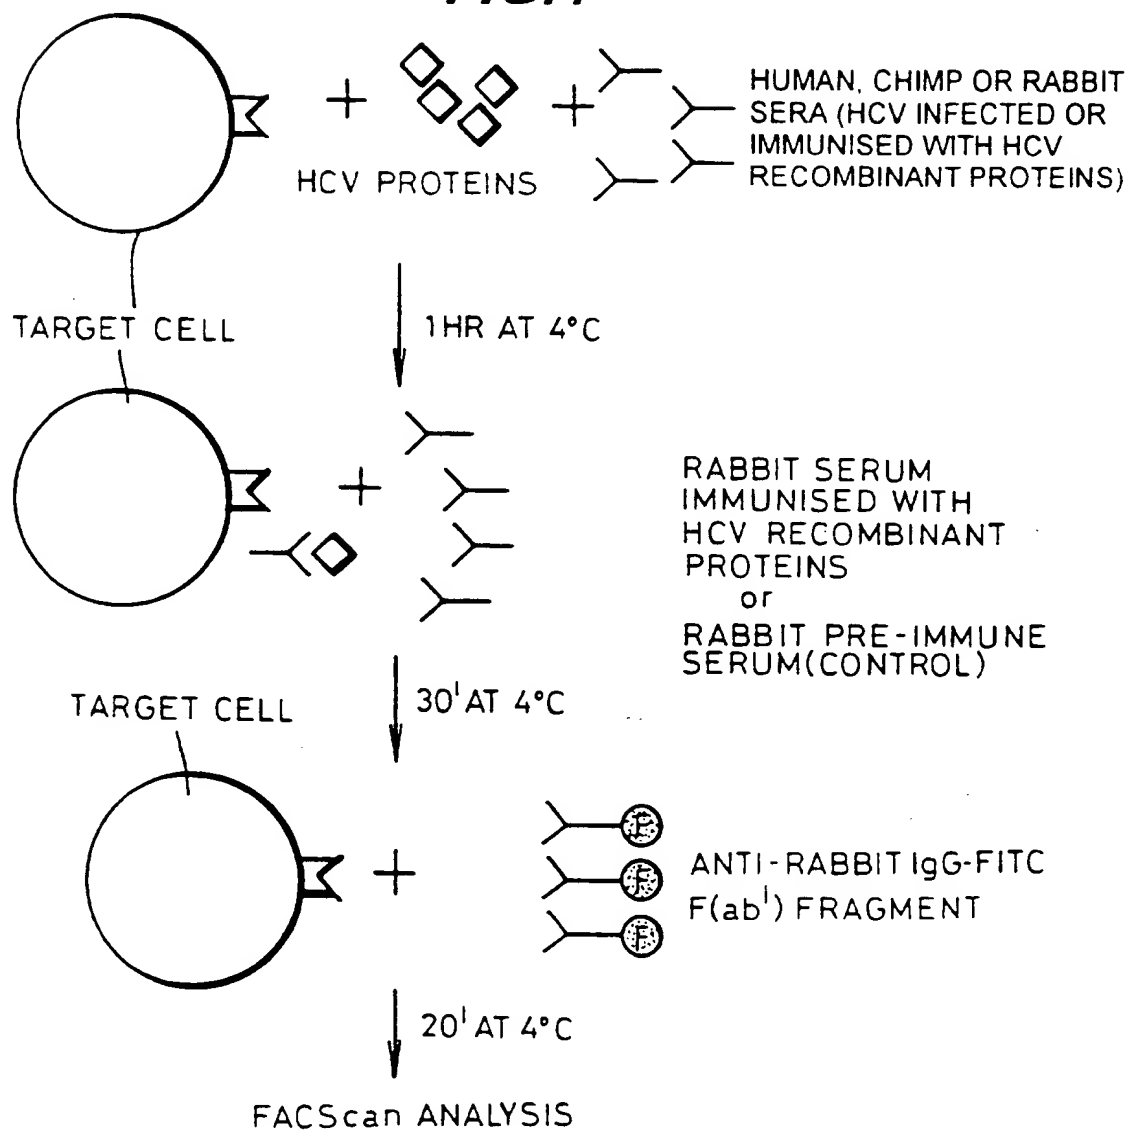 +
+
HUMAN, CHIMP OR RABBIT
SERA (HCV INFECTED OR
IMMUNISED WITH HCV
RECOMBINANT PROTEINS)
HCV PROTEINS
TARGET CELL
1HR AT 4°C
+
RABBIT SERUM
IMMUNISED WITH
HCV RECOMBINANT
PROTEINS
or
RABBIT PRE-IMMUNE
SERUM(CONTROL)
TARGET CELL
30' AT 4°C
+
F
F
F
ANTI-RABBIT IgG-FITC
F(ab') FRAGMENT
20' AT 4°C
FACScan ANALYSIS